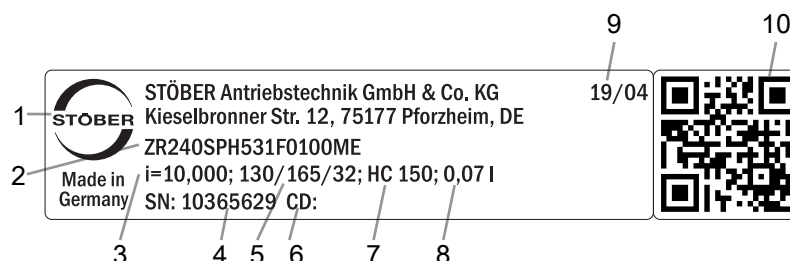 9 10
STÖBER Antriebstechnik GmbH & Co. KG 19/04
1 STÖBER Kieselbronner Str. 12, 75177 Pforzheim, DE
2 ZR240SPH531F0100ME
Made in i=10,000; 130/165/32; HC 150; 0,07 l
Germany SN: 10365629 CD:
3 4 5 6 7 8